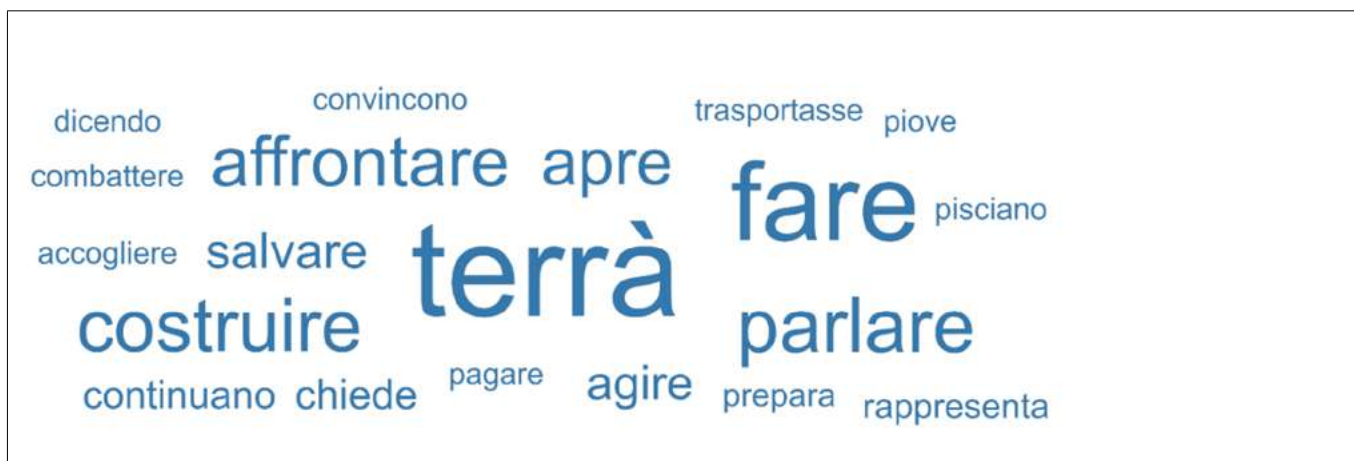 convincono
trasportasse
dicendo
piove
affrontare apre
combattere
fare
pisciano
accogliere salvare
terrà
costruire
parlare
pagare
continuano chiede
agire
prepara
rappresenta